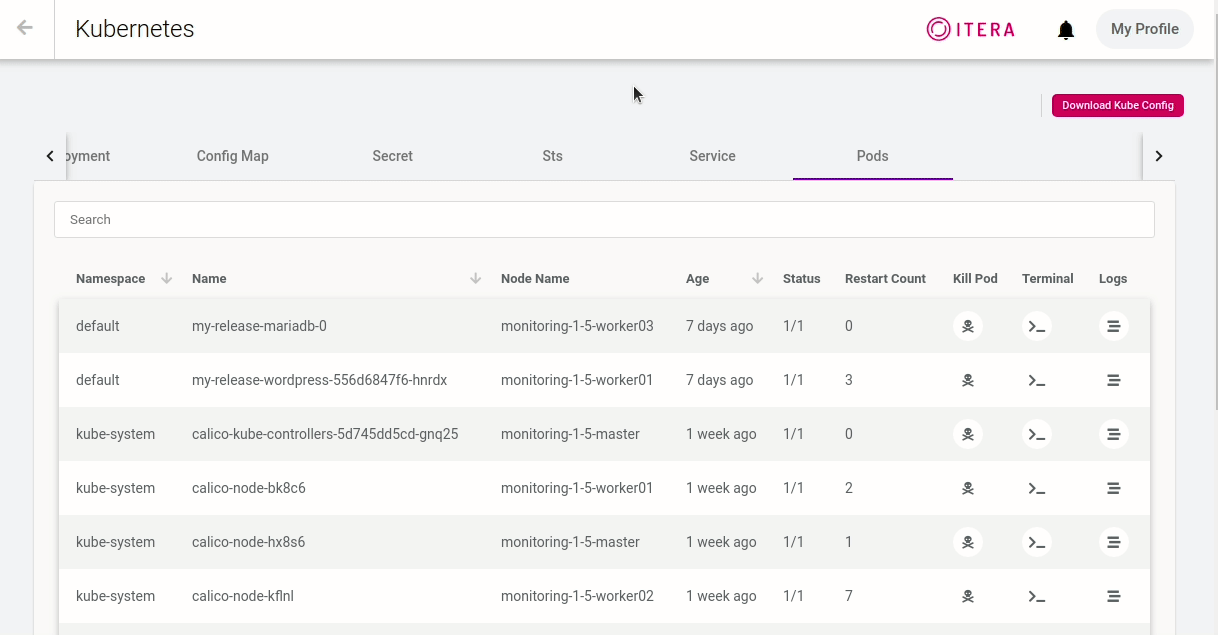 Kubernetes
ITERA
My Profile
Download Kube Config
oyment Config Map Secret Sts Service Pods
Search
Namespace Name Node Name Age Status Restart Count Kill Pod Terminal Logs
default my-release-mariadb-0 monitoring-1-5-worker03 7 days ago 1/1 0
default my-release-wordpress-556d6847f6-hnrdx monitoring-1-5-worker01 7 days ago 1/1 3
kube-system calico-kube-controllers-5d745dd5cd-gnq25 monitoring-1-5-master 1 week ago 1/1 0
kube-system calico-node-bk8c6 monitoring-1-5-worker01 1 week ago 1/1 2
kube-system calico-node-hx8s6 monitoring-1-5-master 1 week ago 1/1 1
kube-system calico-node-kflnl monitoring-1-5-worker02 1 week ago 1/1 7